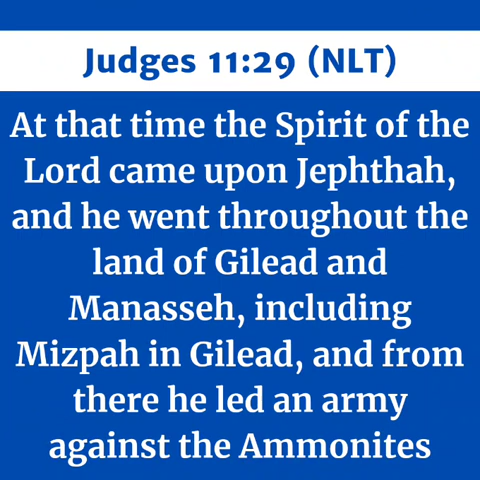 Judges 11:29 (NLT)
At that time the Spirit of the
Lord came upon Jephthah,
and he went throughout the
land of Gilead and
Manasseh, including
Mizpah in Gilead, and from
there he led an army
against the Ammonites